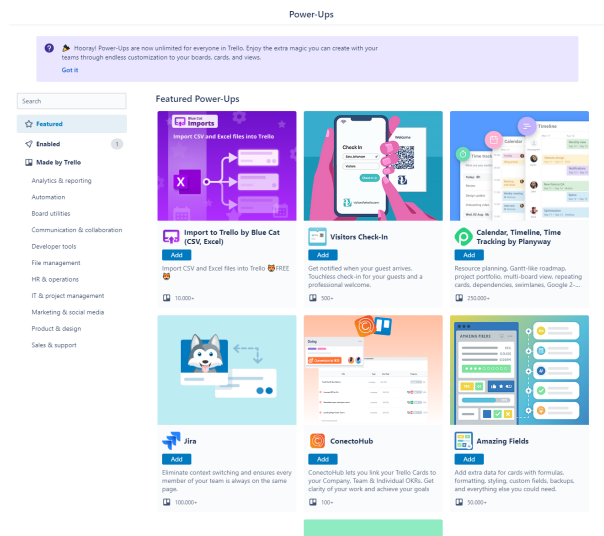 Power-Ups
Hooray! Power-Ups are now unlimited for everyone in Trello. Enjoy the extra magic you can create with your
teams through endless customization to your boards, cards, and views.
Got it
Search
Featured
Enabled
1
Made by Trello
Analytics & reporting
Automation
Board utilities
Communication & collaboration
Developer tools
File management
HR & operations
IT & project management
Marketing & social media
Product & design
Sales & support
Featured Power-Ups
Blue Cat
Imports
Import CSV and Excel files into Trello
Import to Trello by Blue Cat
(CSV, Excel)
Add
Import CSV and Excel files into Trello FREE
10.000+
Check In
Welcome
Visitors Check-In
Add
Get notified when your guest arrives.
Touchless check-in for your guests and a
professional welcome.
500+
Timeline
Calendar
Calendar, Timeline, Time
Tracking by Planyway
Add
Resource planning. Gantt-like roadmap,
project portfolio, multi-board view, repeating
cards, dependencies, swimlanes. Google 2-...
250.000+
Jira
Add
Eliminate context switching and ensures every
member of your team is always on the same
page.
100.000+
Doing
ConectoHub
Add
ConectoHub lets you link your Trello Cards to
your Company, Team & Individual OKRs. Get
clarity of your work and achieve your goals
100+
AMAZING FIELDS
Amazing Fields
Add
Add extra data for cards with formulas,
formatting, styling, custom fields, backups,
and everything else you could need.
50.000+